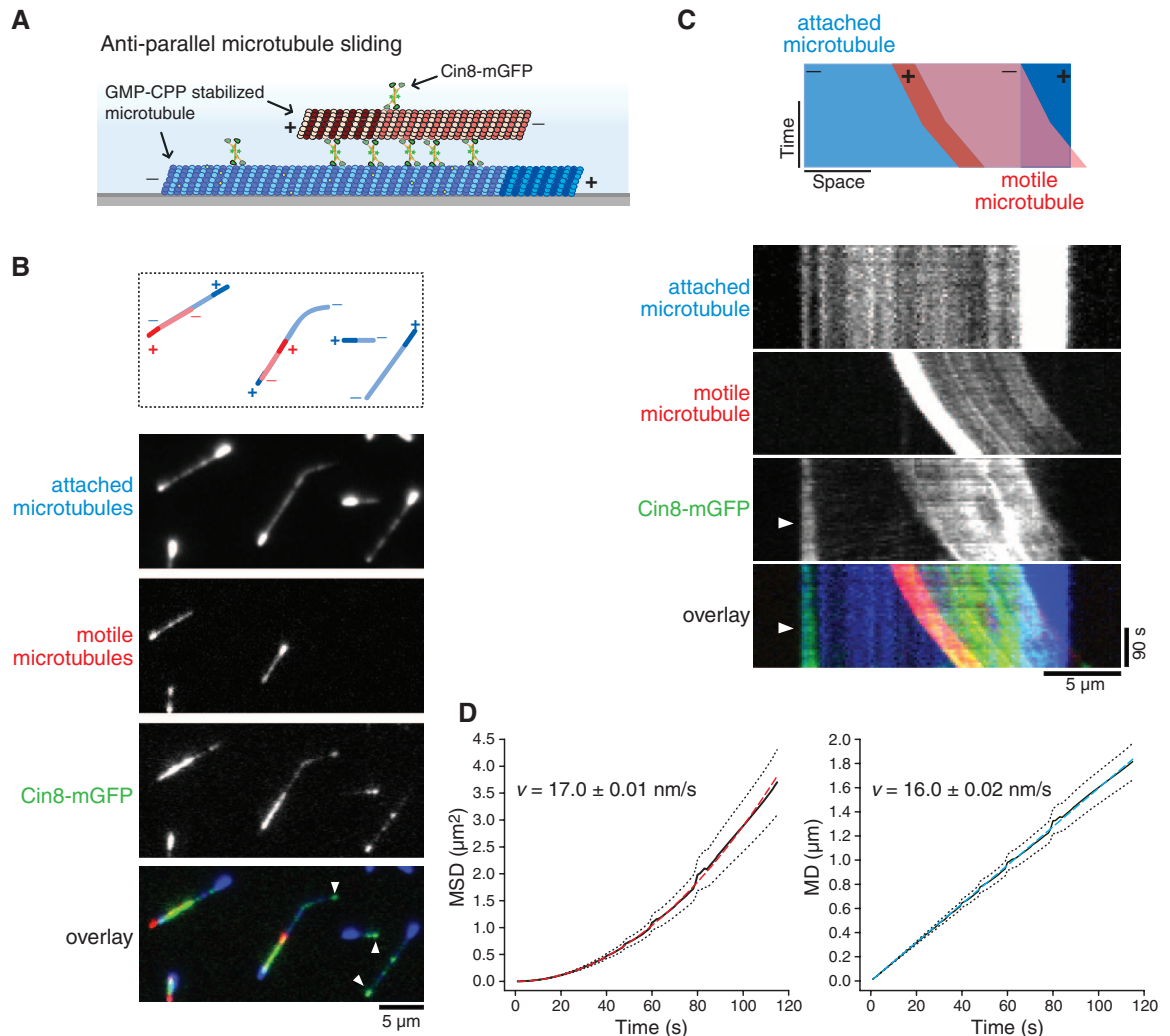 A
Anti-parallel microtubule sliding
Cin8-mGFP
GMP-CPP stabilized
microtubule
+
−
−
+
B
+
−
−
+
−
+
−
+
+
−
+
−
attached
microtubules
motile
microtubules
Cin8-mGFP
overlay
5 µm
C
attached
microtubule
−
+
−
+
Time
Space
motile
microtubule
attached
microtubule
motile
microtubule
Cin8-mGFP
overlay
90 s
5 µm
D
MSD (µm²)
4.5
4.0
3.5
3.0
2.5
2.0
1.5
1.0
0.5
0.0
v = 17.0 ± 0.01 nm/s
0 20 40 60 80 100 120
Time (s)
MD (µm)
2.0
1.8
1.6
1.4
1.2
1.0
0.8
0.6
0.4
0.2
0.0
v = 16.0 ± 0.02 nm/s
0 20 40 60 80 100 120
Time (s)